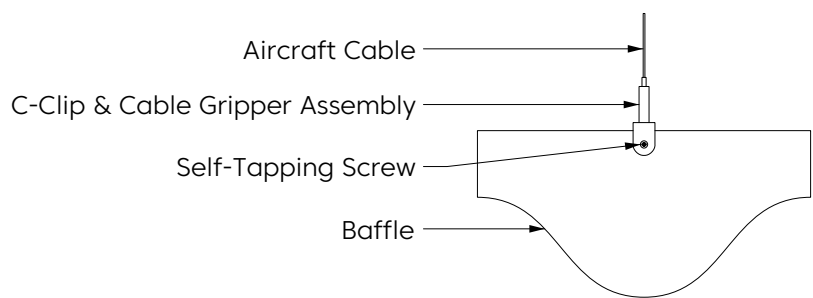 Aircraft Cable
C-Clip & Cable Gripper Assembly
Self-Tapping Screw
Baffle